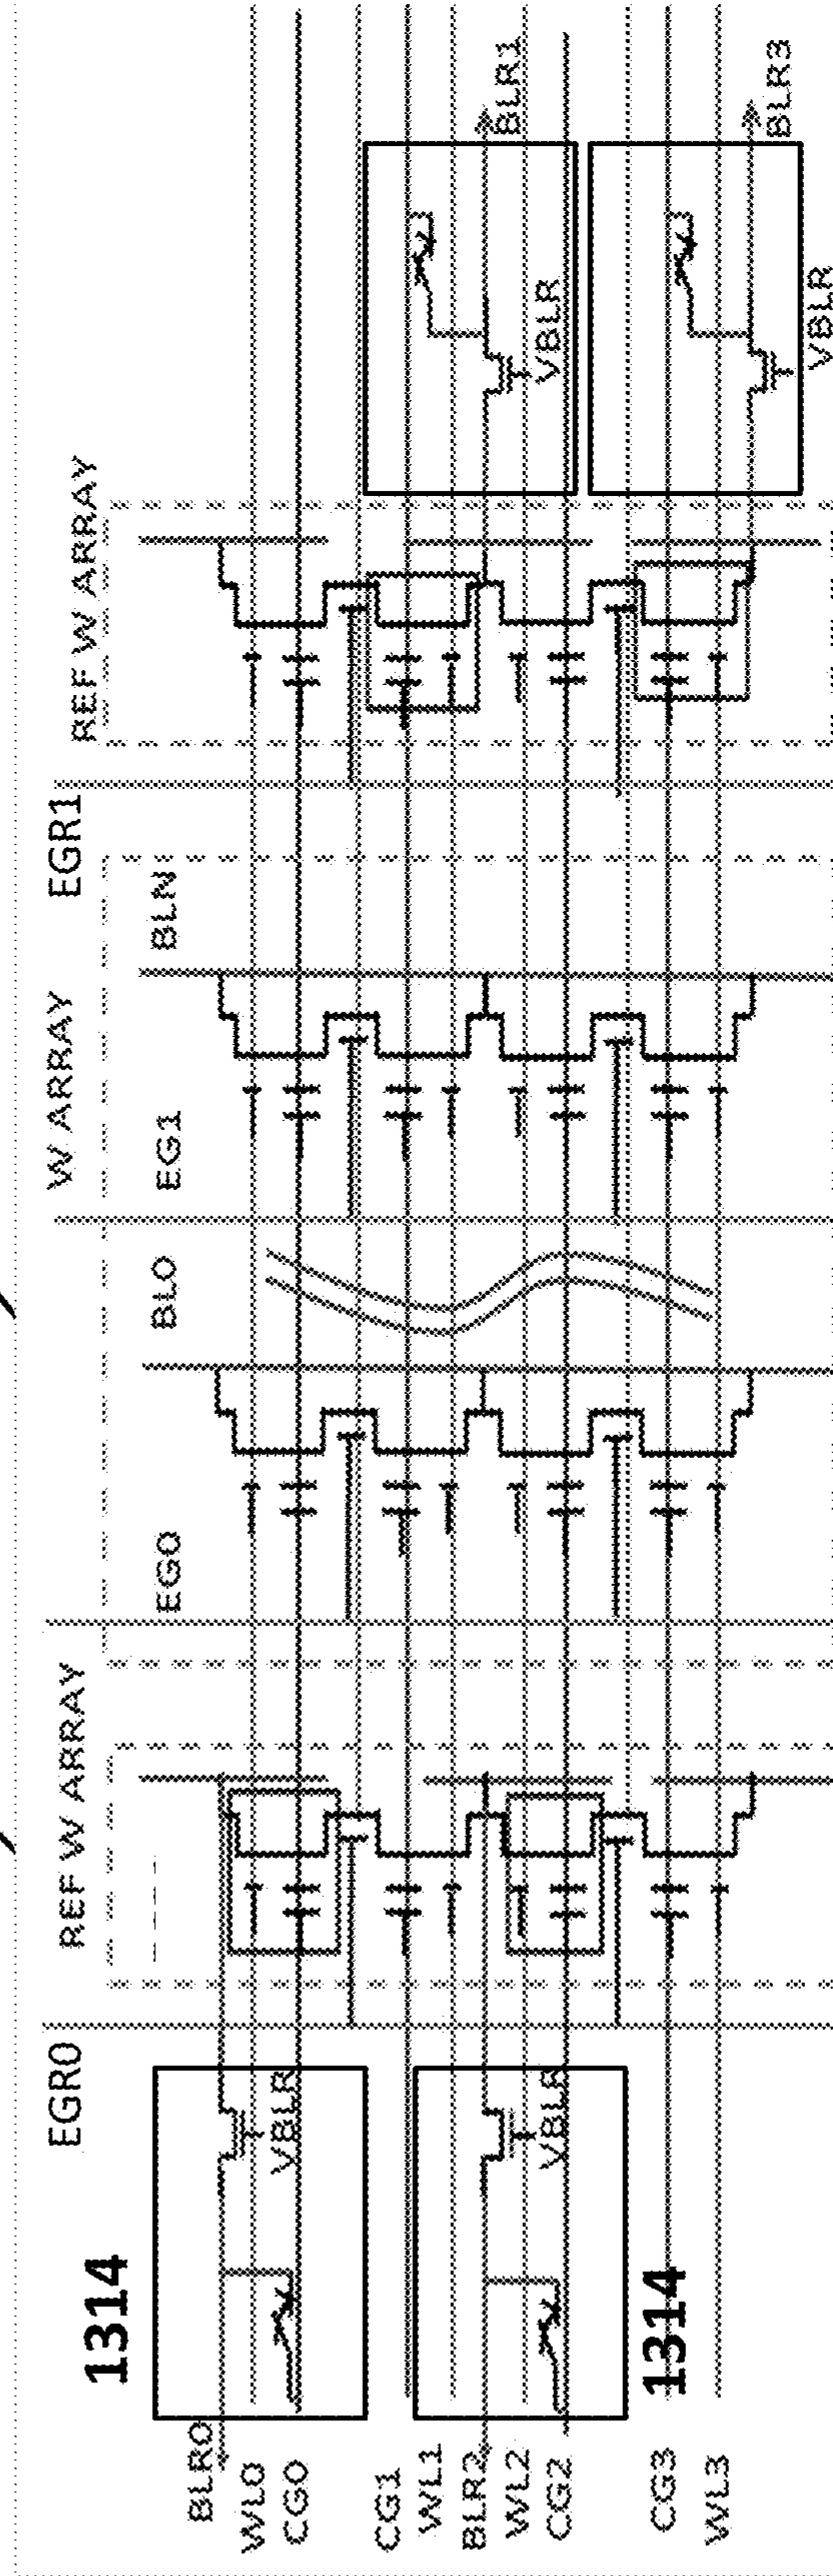 BLR1
BLR3
VBLR
VBLR
REF W ARRAY
EGR1
BLN
W ARRAY
EG1
BL0
EG0
REF W ARRAY
EGR0
VBLR
VBLR
1314
1314
BLR0
WL0
CG0
CG1
WL1
BLR2
WL2
CG2
CG3
WL3